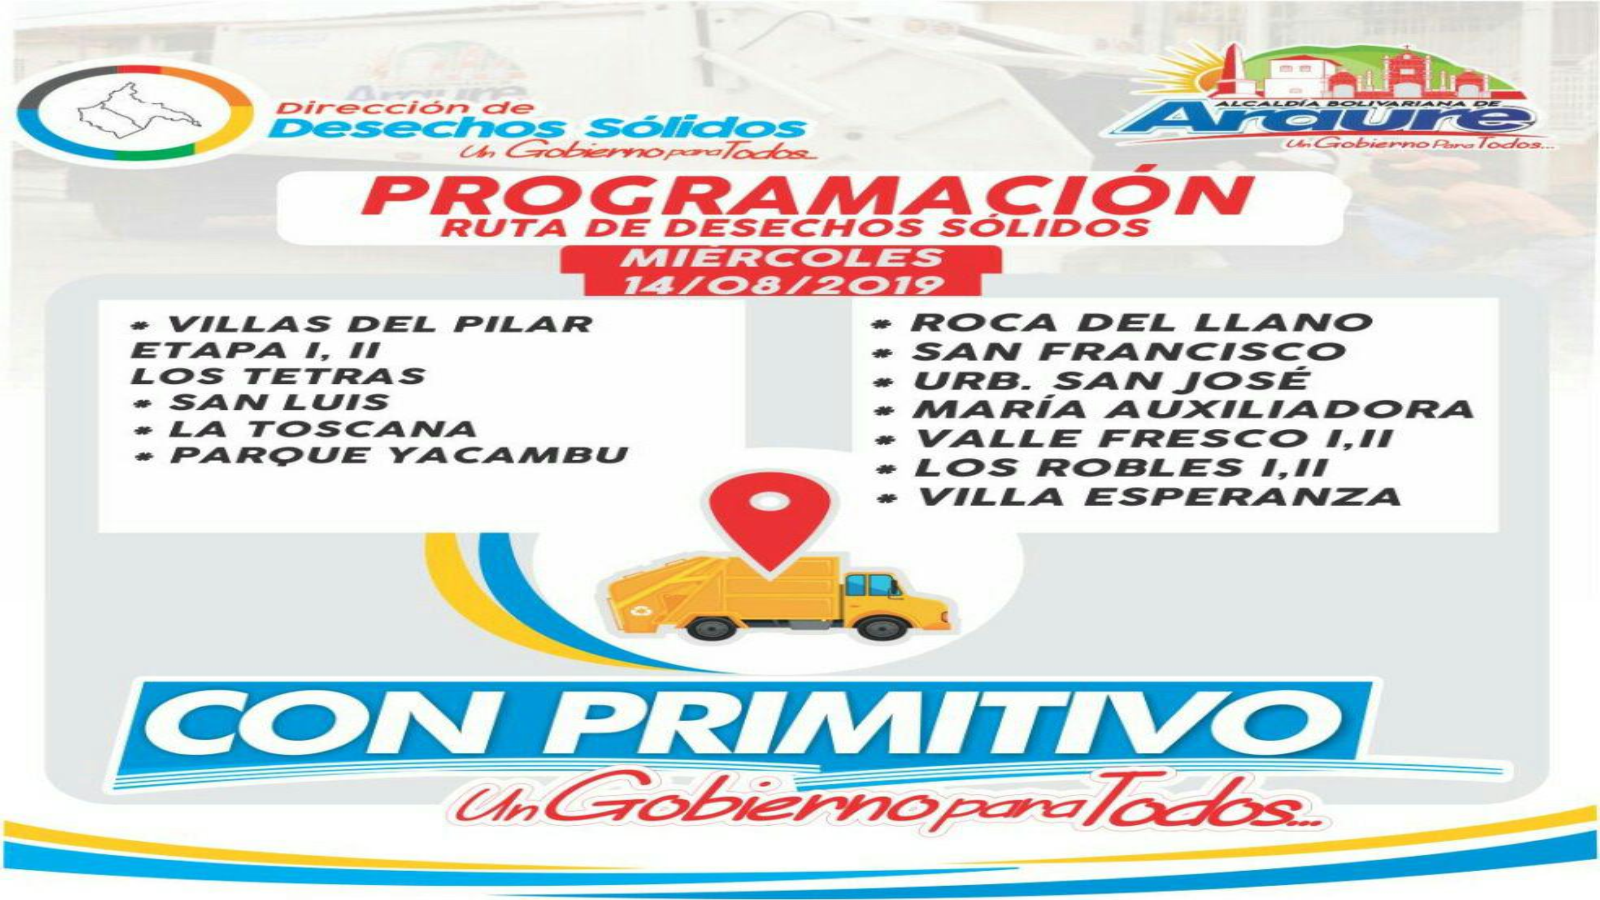 Dirección de
Desechos Sólidos
Un Gobierno para Todos...
ALCALDÍA BOLIVARIANA DE
Araure
Un Gobierno Para Todos...
PROGRAMACIÓN
RUTA DE DESECHOS SÓLIDOS
MIÉRCOLES
14/08/2019
* VILLAS DEL PILAR
ETAPA I, II
LOS TETRAS
* SAN LUIS
* LA TOSCANA
* PARQUE YACAMBU
* ROCA DEL LLANO
* SAN FRANCISCO
* URB. SAN JOSÉ
* MARÍA AUXILIADORA
* VALLE FRESCO I,II
* LOS ROBLES I,II
* VILLA ESPERANZA
CON PRIMITIVO
Un Gobierno para Todos...